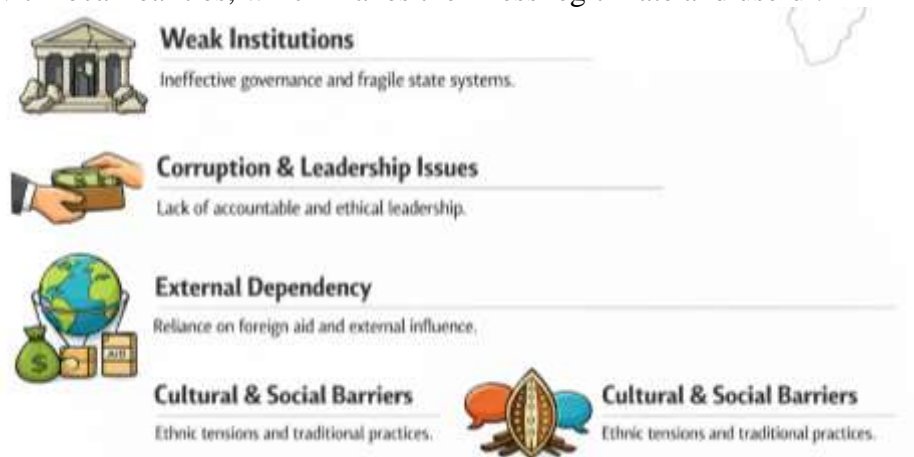 Weak Institutions
Ineffective governance and fragile state systems.
Corruption & Leadership Issues
Lack of accountable and ethical leadership.
External Dependency
Reliance on foreign aid and external influence.
$
AID
Cultural & Social Barriers
Ethnic tensions and traditional practices.
Cultural & Social Barriers
Ethnic tensions and traditional practices.